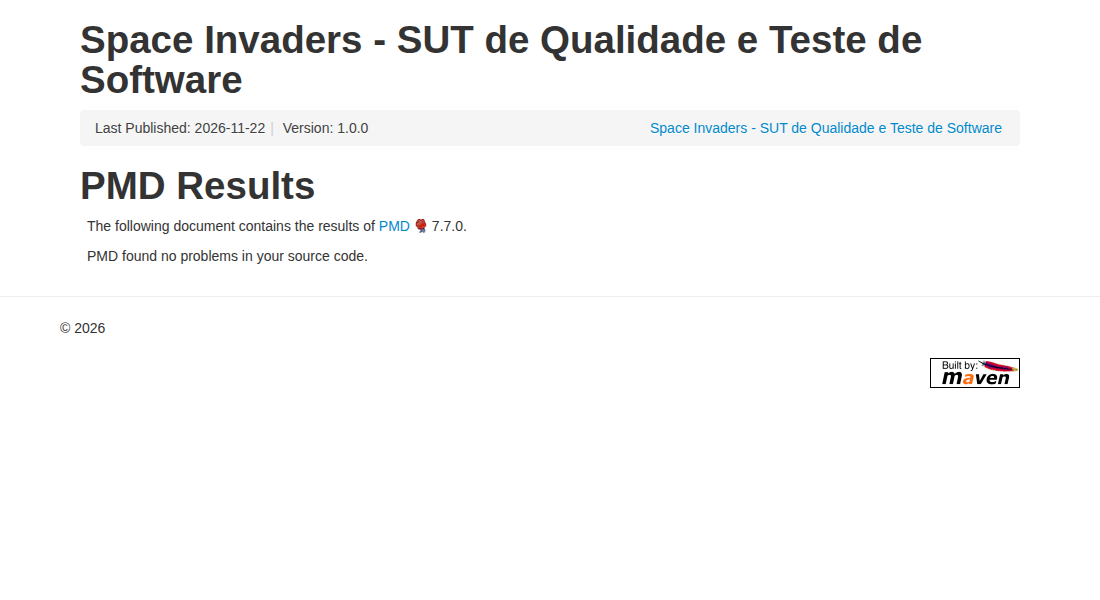 Space Invaders - SUT de Qualidade e Teste de
Software
Last Published: 2026-11-22 | Version: 1.0.0
Space Invaders - SUT de Qualidade e Teste de Software
PMD Results
The following document contains the results of PMD 7.7.0.
PMD found no problems in your source code.
© 2026
Built by:
maven